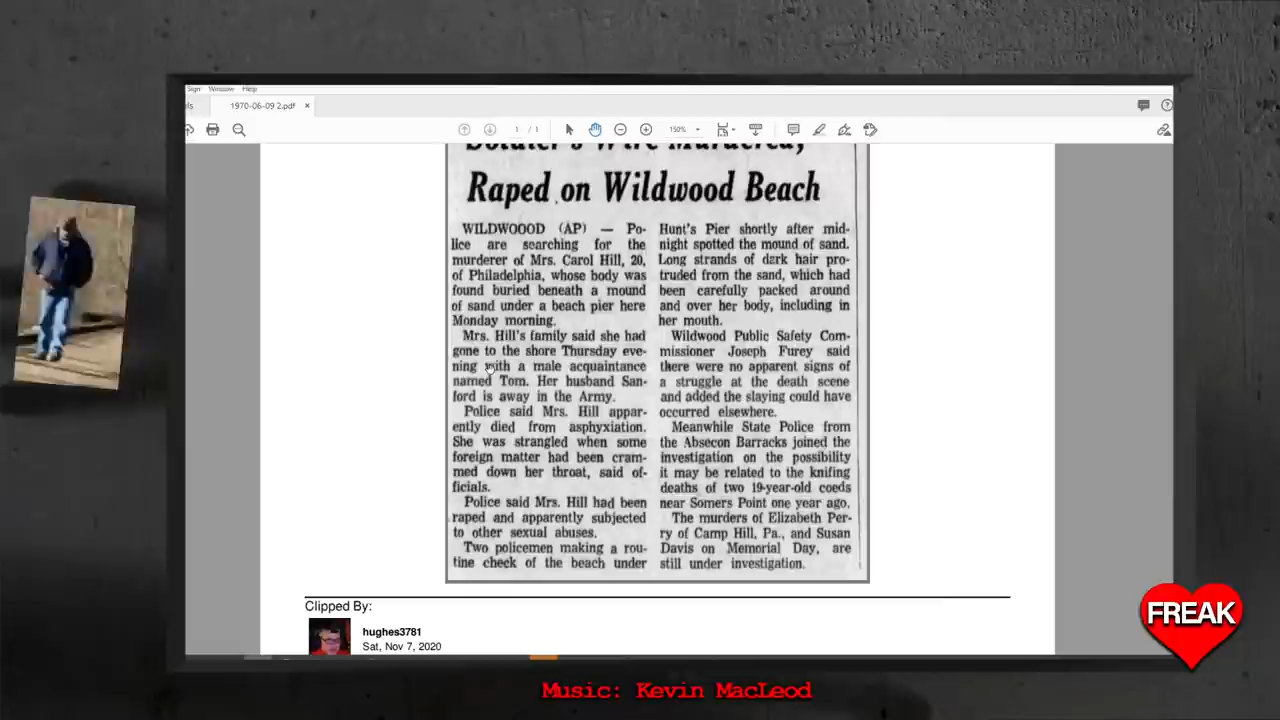 Sign Window Help
ls 1970-06-09 2.pdf ×
1 / 1 150%
Soldier's Wife Murdered,
Raped on Wildwood Beach
WILDWOOOD (AP) — Po-
lice are searching for the
murderer of Mrs. Carol Hill, 20,
of Philadelphia, whose body was
found buried beneath a mound
of sand under a beach pier here
Monday morning.
Mrs. Hill's family said she had
gone to the shore Thursday eve-
ning with a male acquaintance
named Tom. Her husband San-
ford is away in the Army.
Police said Mrs. Hill appar-
ently died from asphyxiation.
She was strangled when some
foreign matter had been cram-
med down her throat, said of-
ficials.
Police said Mrs. Hill had been
raped and apparently subjected
to other sexual abuses.
Two policemen making a rou-
tine check of the beach under
Hunt's Pier shortly after mid-
night spotted the mound of sand.
Long strands of dark hair pro-
truded from the sand, which had
been carefully packed around
and over her body, including in
her mouth.
Wildwood Public Safety Com-
missioner Joseph Furey said
there were no apparent signs of
a struggle at the death scene
and added the slaying could have
occurred elsewhere.
Meanwhile State Police from
the Absecon Barracks joined the
investigation on the possibility
it may be related to the knifing
deaths of two 19-year-old coeds
near Somers Point one year ago.
The murders of Elizabeth Per-
ry of Camp Hill, Pa., and Susan
Davis on Memorial Day, are
still under investigation.
Clipped By:
hughes3781
Sat, Nov 7, 2020
FREAK
Music: Kevin MacLeod